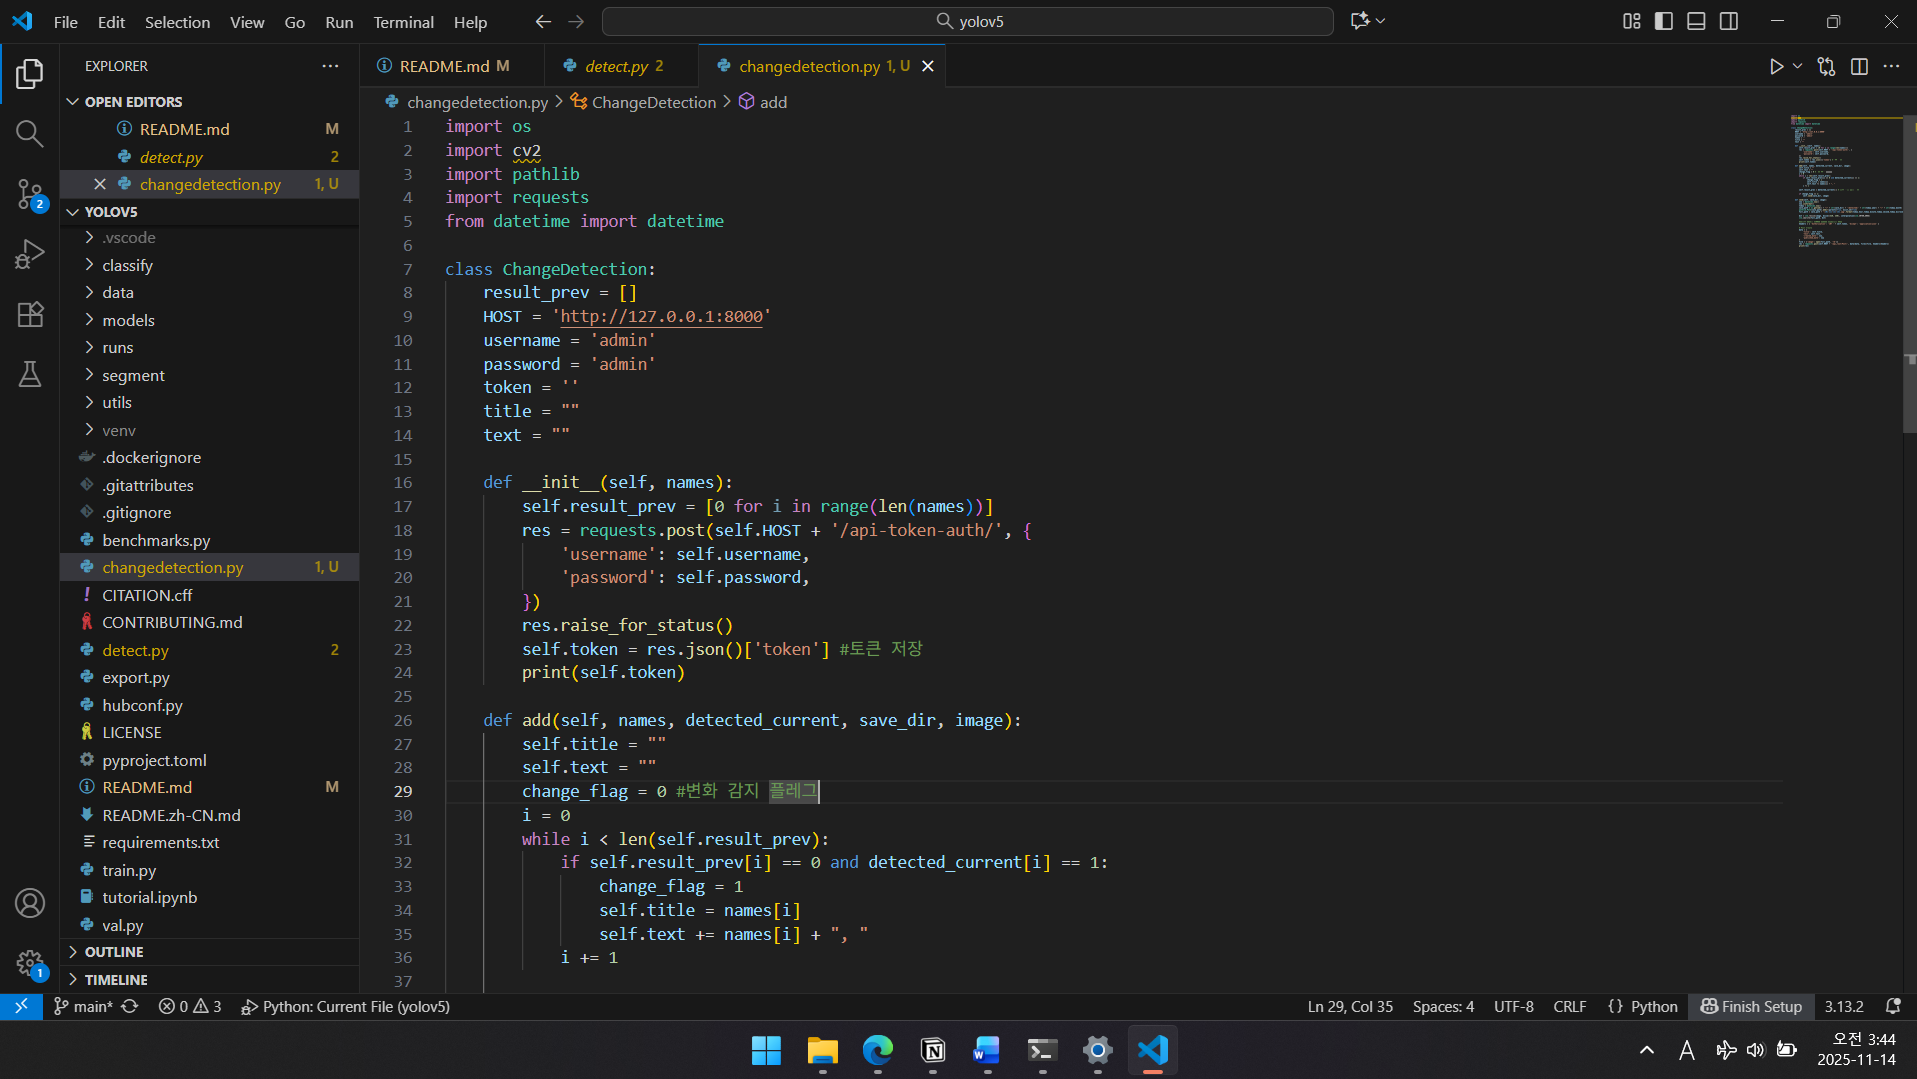 File Edit Selection View Go Run Terminal Help
yolov5
EXPLORER
OPEN EDITORS
README.md M
detect.py 2
changedetection.py 1, U
YOLOV5
.vscode
classify
data
models
runs
segment
utils
venv
.dockerignore
.gitattributes
.gitignore
benchmarks.py
changedetection.py 1, U
CITATION.cff
CONTRIBUTING.md
detect.py 2
export.py
hubconf.py
LICENSE
pyproject.toml
README.md M
README.zh-CN.md
requirements.txt
train.py
tutorial.ipynb
val.py
OUTLINE
TIMELINE
README.md M detect.py 2 changedetection.py 1, U
changedetection.py > ChangeDetection > add
1 import os
2 import cv2
3 import pathlib
4 import requests
5 from datetime import datetime
6
7 class ChangeDetection:
8 result_prev = []
9 HOST = 'http://127.0.0.1:8000'
10 username = 'admin'
11 password = 'admin'
12 token = ''
13 title = ""
14 text = ""
15
16 def __init__(self, names):
17 self.result_prev = [0 for i in range(len(names))]
18 res = requests.post(self.HOST + '/api-token-auth/', {
19 'username': self.username,
20 'password': self.password,
21 })
22 res.raise_for_status()
23 self.token = res.json()['token'] #토큰 저장
24 print(self.token)
25
26 def add(self, names, detected_current, save_dir, image):
27 self.title = ""
28 self.text = ""
29 change_flag = 0 #변화 감지 플레그
30 i = 0
31 while i < len(self.result_prev):
32 if self.result_prev[i] == 0 and detected_current[i] == 1:
33 change_flag = 1
34 self.title = names[i]
35 self.text += names[i] + ", "
36 i += 1
37
2
1
main* 0 3 Python: Current File (yolov5) Ln 29, Col 35 Spaces: 4 UTF-8 CRLF {} Python Finish Setup 3.13.2
A 오전 3:44
2025-11-14